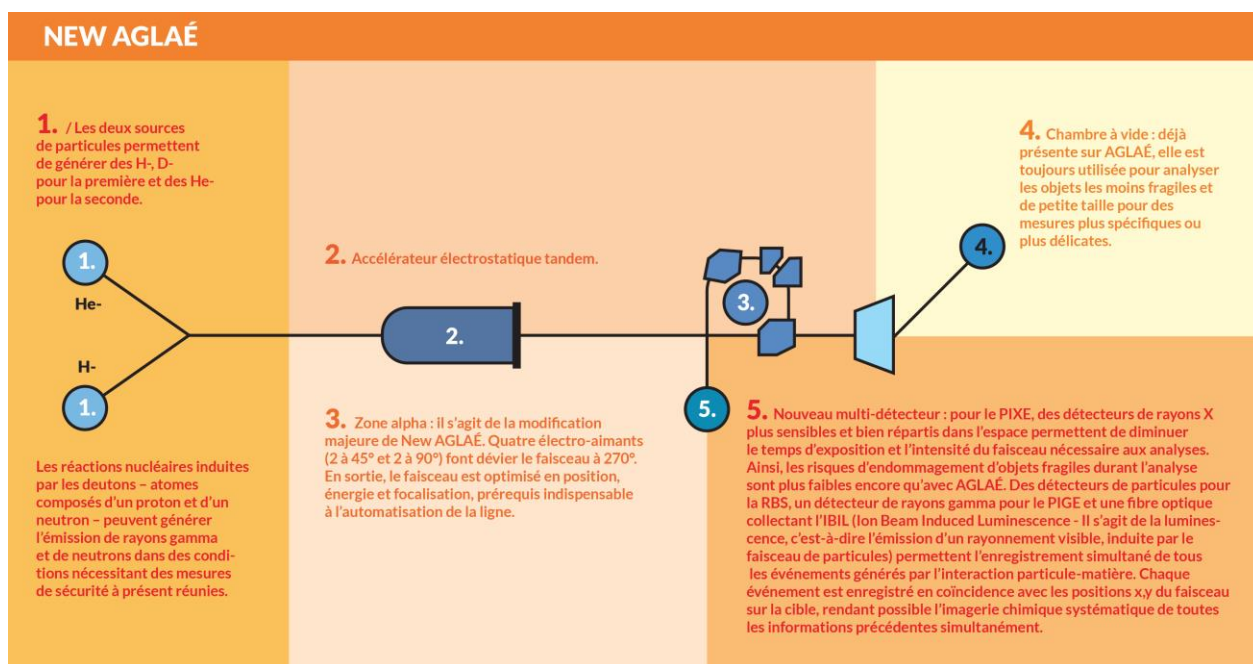 NEW AGLAÉ
1. / Les deux sources
de particules permettent
de générer des H-, D-
pour la première et des He-
pour la seconde.
1.
He-
H-
1.
Les réactions nucléaires induites
par les deutons – atomes
composés d'un proton et d'un
neutron – peuvent générer
l'émission de rayons gamma
et de neutrons dans des condi-
tions nécessitant des mesures
de sécurité à présent réunies.
2. Accélérateur électrostatique tandem.
2.
3. Zone alpha : il s'agit de la modification
majeure de New AGLAÉ. Quatre électro-aimants
(2 à 45° et 2 à 90°) font dévier le faisceau à 270°.
En sortie, le faisceau est optimisé en position,
énergie et focalisation, prérequis indispensable
à l'automatisation de la ligne.
3.
4. Chambre à vide : déjà
présente sur AGLAÉ, elle est
toujours utilisée pour analyser
les objets les moins fragiles et
de petite taille pour des
mesures plus spécifiques ou
plus délicates.
4.
5.
5. Nouveau multi-détecteur : pour le PIXE, des détecteurs de rayons X
plus sensibles et bien répartis dans l'espace permettent de diminuer
le temps d'exposition et l'intensité du faisceau nécessaire aux analyses.
Ainsi, les risques d'endommagement d'objets fragiles durant l'analyse
sont plus faibles encore qu'avec AGLAÉ. Des détecteurs de particules pour
la RBS, un détecteur de rayons gamma pour le PIGE et une fibre optique
collectant l'IBIL (Ion Beam Induced Luminescence - Il s'agit de la lumines-
cence, c'est-à-dire l'émission d'un rayonnement visible, induite par le
faisceau de particules) permettent l'enregistrement simultané de tous
les événements générés par l'interaction particule-matière. Chaque
événement est enregistré en coïncidence avec les positions x,y du faisceau
sur la cible, rendant possible l'imagerie chimique systématique de toutes
les informations précédentes simultanément.